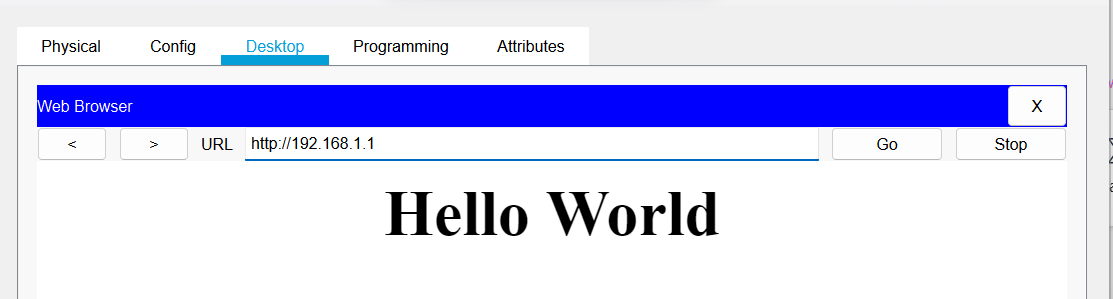 Physical Config Desktop Programming Attributes
Web Browser X
< > URL http://192.168.1.1 Go Stop
Hello World